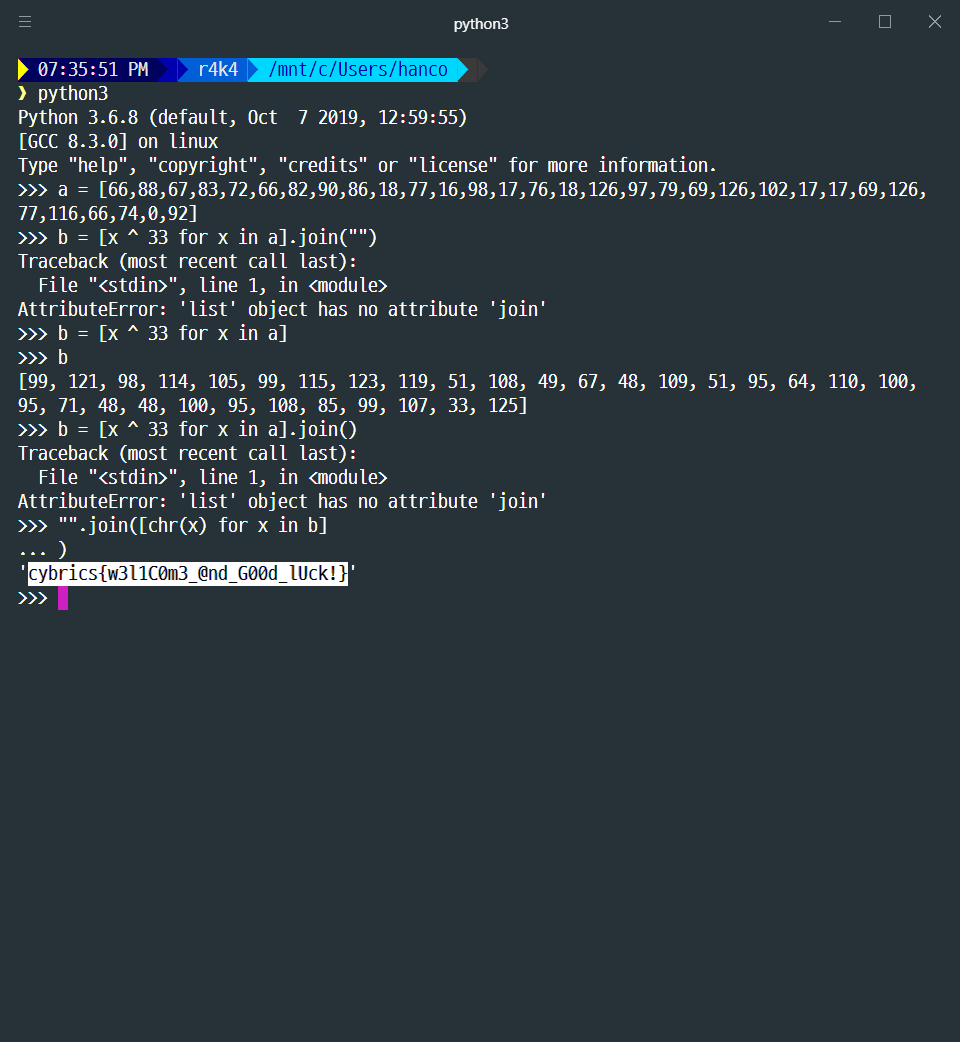 python3
07:35:51 PM r4k4 /mnt/c/Users/hanco
❯ python3
Python 3.6.8 (default, Oct  7 2019, 12:59:55)
[GCC 8.3.0] on linux
Type "help", "copyright", "credits" or "license" for more information.
>>> a = [66,88,67,83,72,66,82,90,86,18,77,16,98,17,76,18,126,97,79,69,126,102,17,17,69,126,
77,116,66,74,0,92]
>>> b = [x ^ 33 for x in a].join("")
Traceback (most recent call last):
  File "<stdin>", line 1, in <module>
AttributeError: 'list' object has no attribute 'join'
>>> b = [x ^ 33 for x in a]
>>> b
[99, 121, 98, 114, 105, 99, 115, 123, 119, 51, 108, 49, 67, 48, 109, 51, 95, 64, 110, 100,
95, 71, 48, 48, 100, 95, 108, 85, 99, 107, 33, 125]
>>> b = [x ^ 33 for x in a].join()
Traceback (most recent call last):
  File "<stdin>", line 1, in <module>
AttributeError: 'list' object has no attribute 'join'
>>> "".join([chr(x) for x in b]
... )
'cybrics{w3l1C0m3_@nd_G00d_lUck!}'
>>>